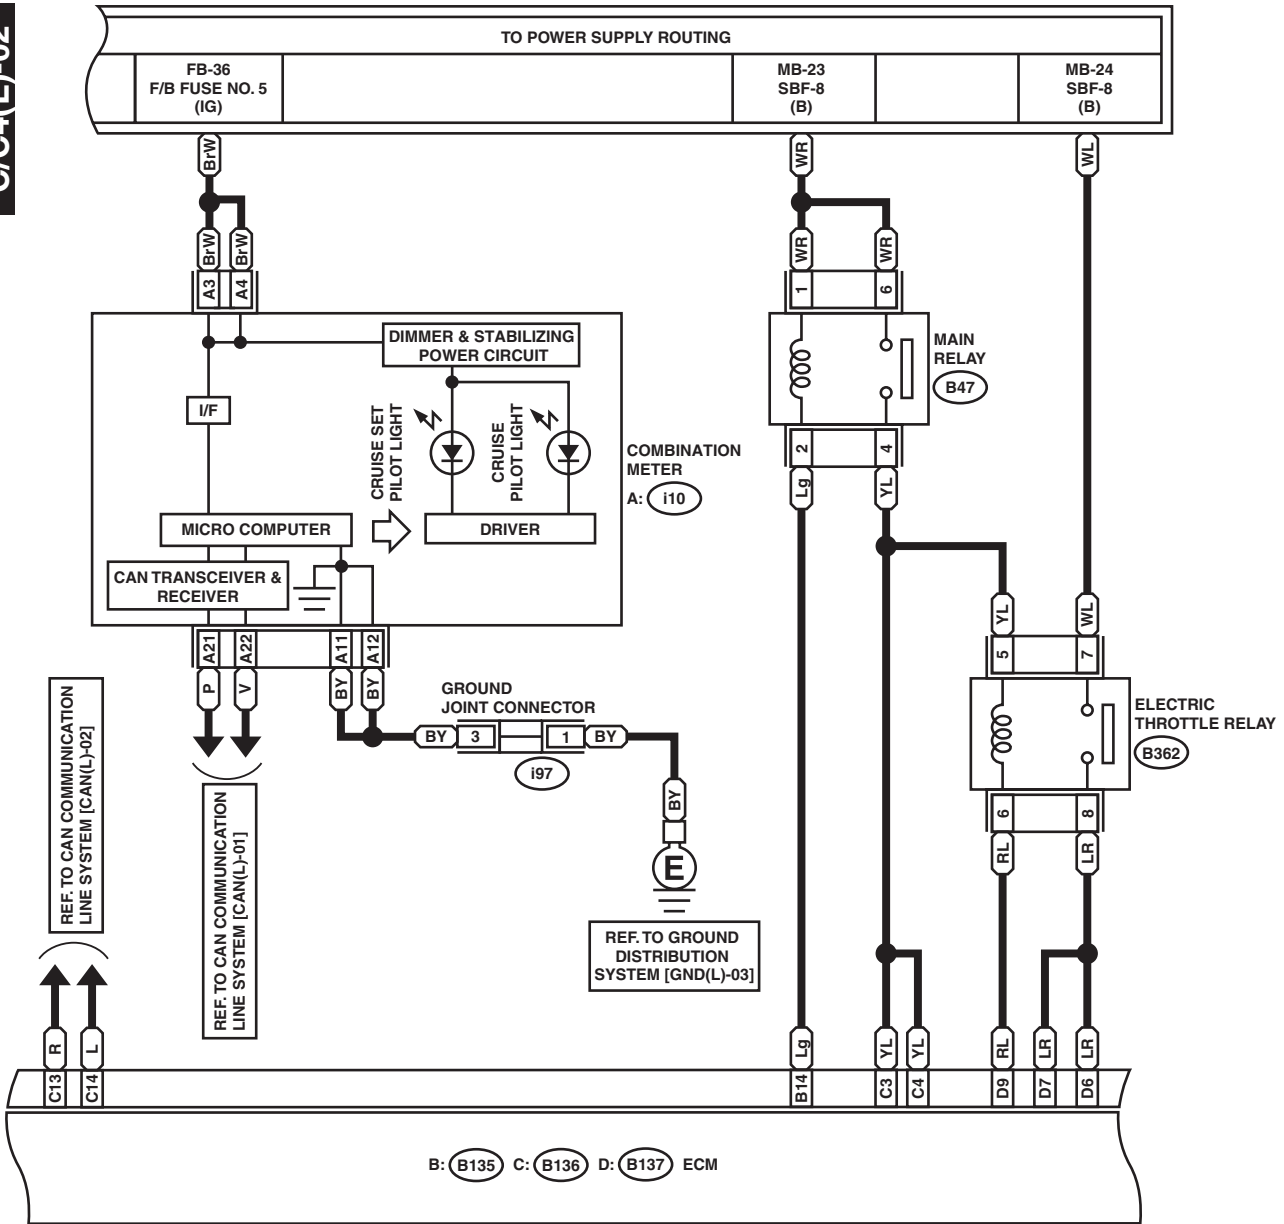 TO POWER SUPPLY ROUTING
FB-36
F/B FUSE NO. 5
(IG)
MB-23
SBF-8
(B)
MB-24
SBF-8
(B)
BrW
WR
WL
BrW
BrW
WR
WR
A3
A4
1
6
DIMMER & STABILIZING
POWER CIRCUIT
MAIN
RELAY
B47
I/F
CRUISE SET
PILOT LIGHT
CRUISE
PILOT LIGHT
COMBINATION
METER
A: i10
2
4
Lg
YL
MICRO COMPUTER
DRIVER
CAN TRANSCEIVER &
RECEIVER
YL
WL
A21
A22
A11
A12
5
7
P
V
BY
BY
GROUND
JOINT CONNECTOR
BY
3
1
BY
i97
ELECTRIC
THROTTLE RELAY
B362
REF. TO CAN COMMUNICATION
LINE SYSTEM [CAN(L)-02]
REF. TO CAN COMMUNICATION
LINE SYSTEM [CAN(L)-01]
BY
E
6
8
RL
LR
REF. TO GROUND
DISTRIBUTION
SYSTEM [GND(L)-03]
R
L
Lg
YL
YL
RL
LR
LR
C13
C14
B14
C3
C4
D9
D7
D6
B: B135 C: B136 D: B137 ECM